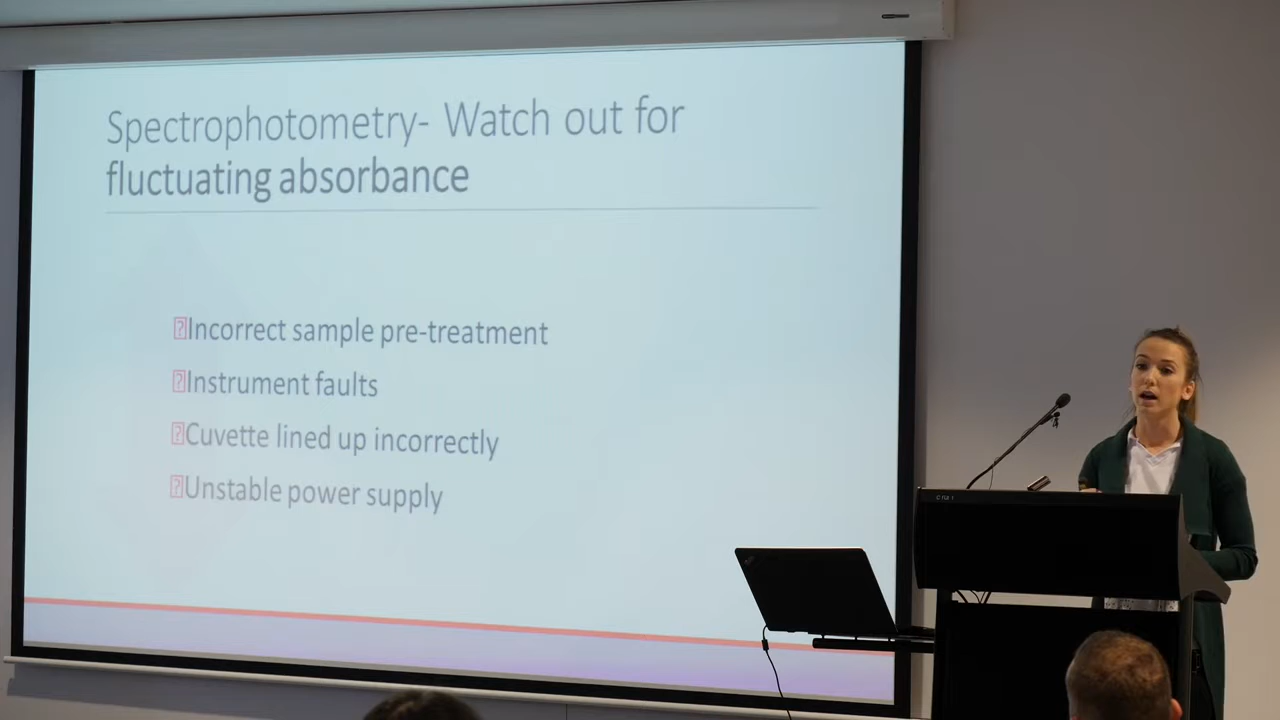 Spectrophotometry- Watch out for
fluctuating absorbance
Incorrect sample pre-treatment
Instrument faults
Cuvette lined up incorrectly
Unstable power supply